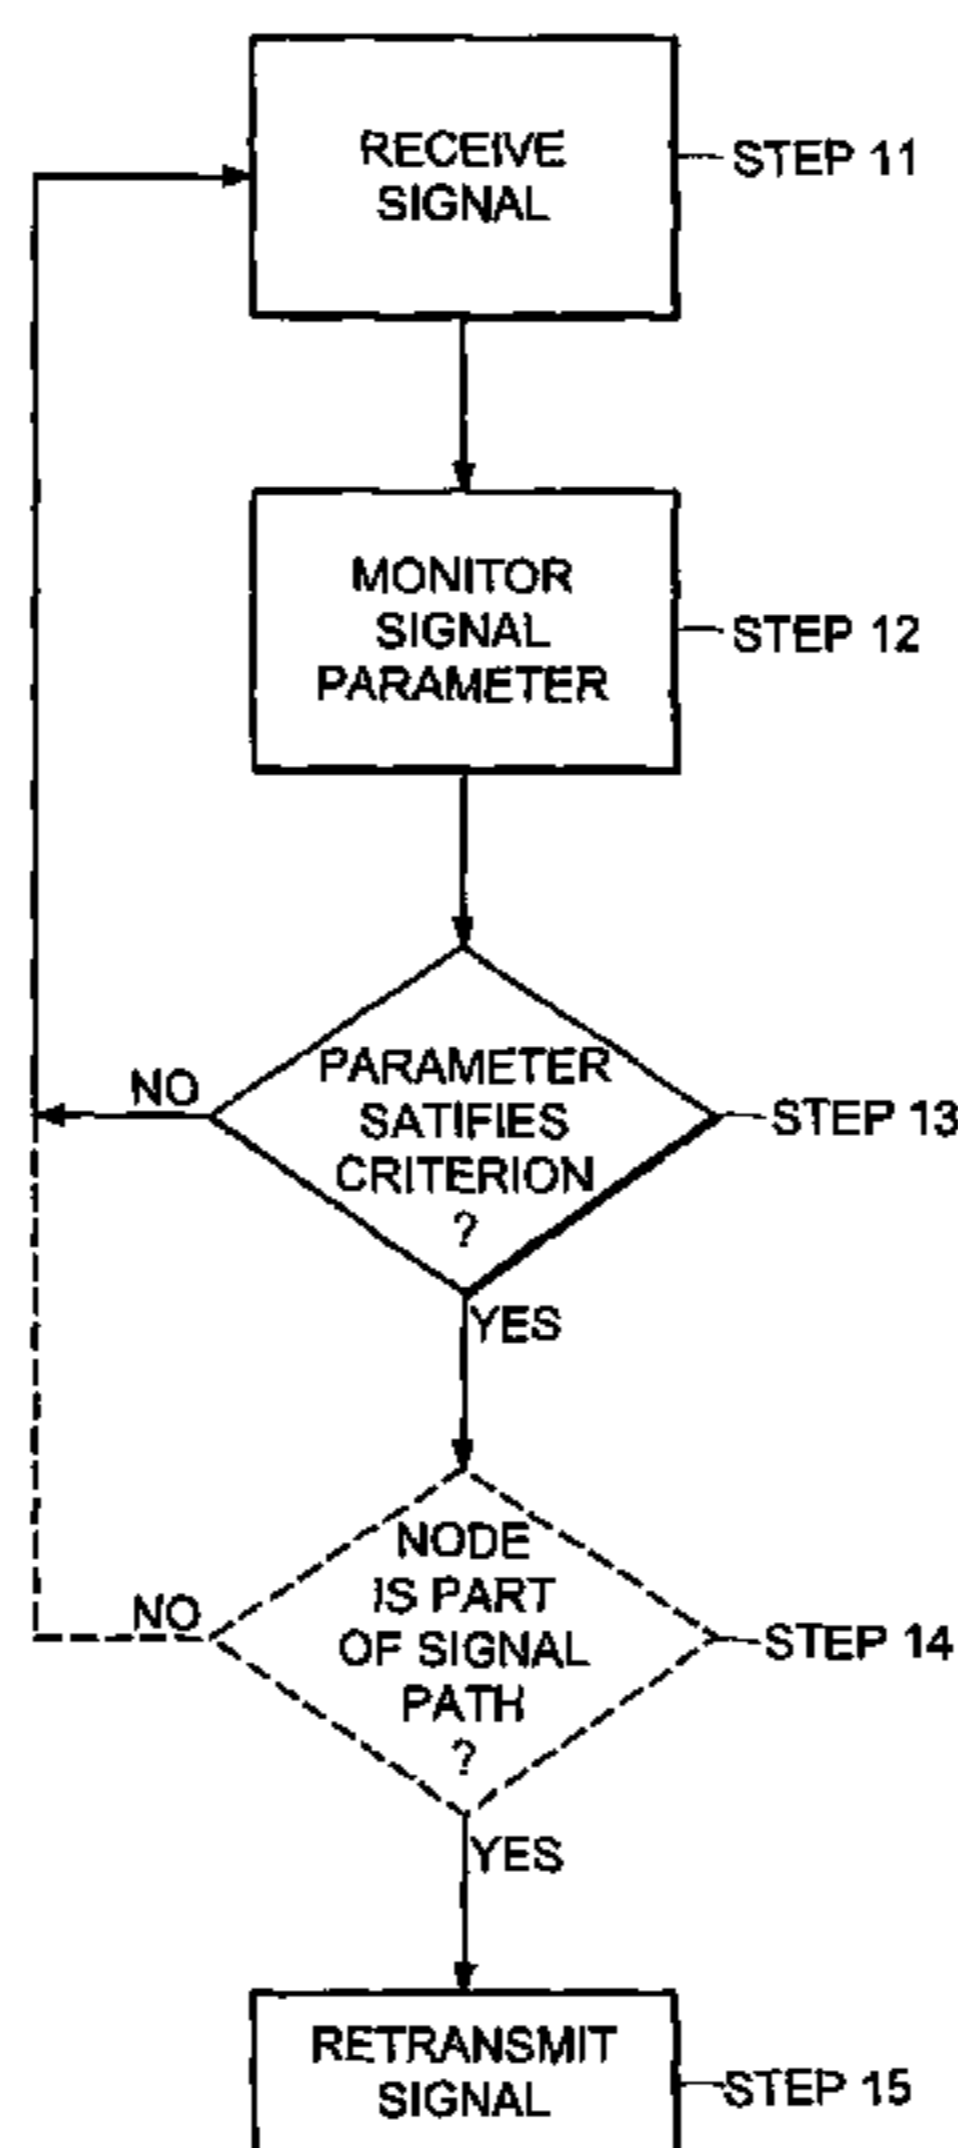 RECEIVE
SIGNAL
STEP 11
MONITOR
SIGNAL
PARAMETER
STEP 12
PARAMETER
SATIFIES
CRITERION
?
STEP 13
NO
YES
NODE
IS PART
OF SIGNAL
PATH
?
STEP 14
NO
YES
RETRANSMIT
SIGNAL
STEP 15